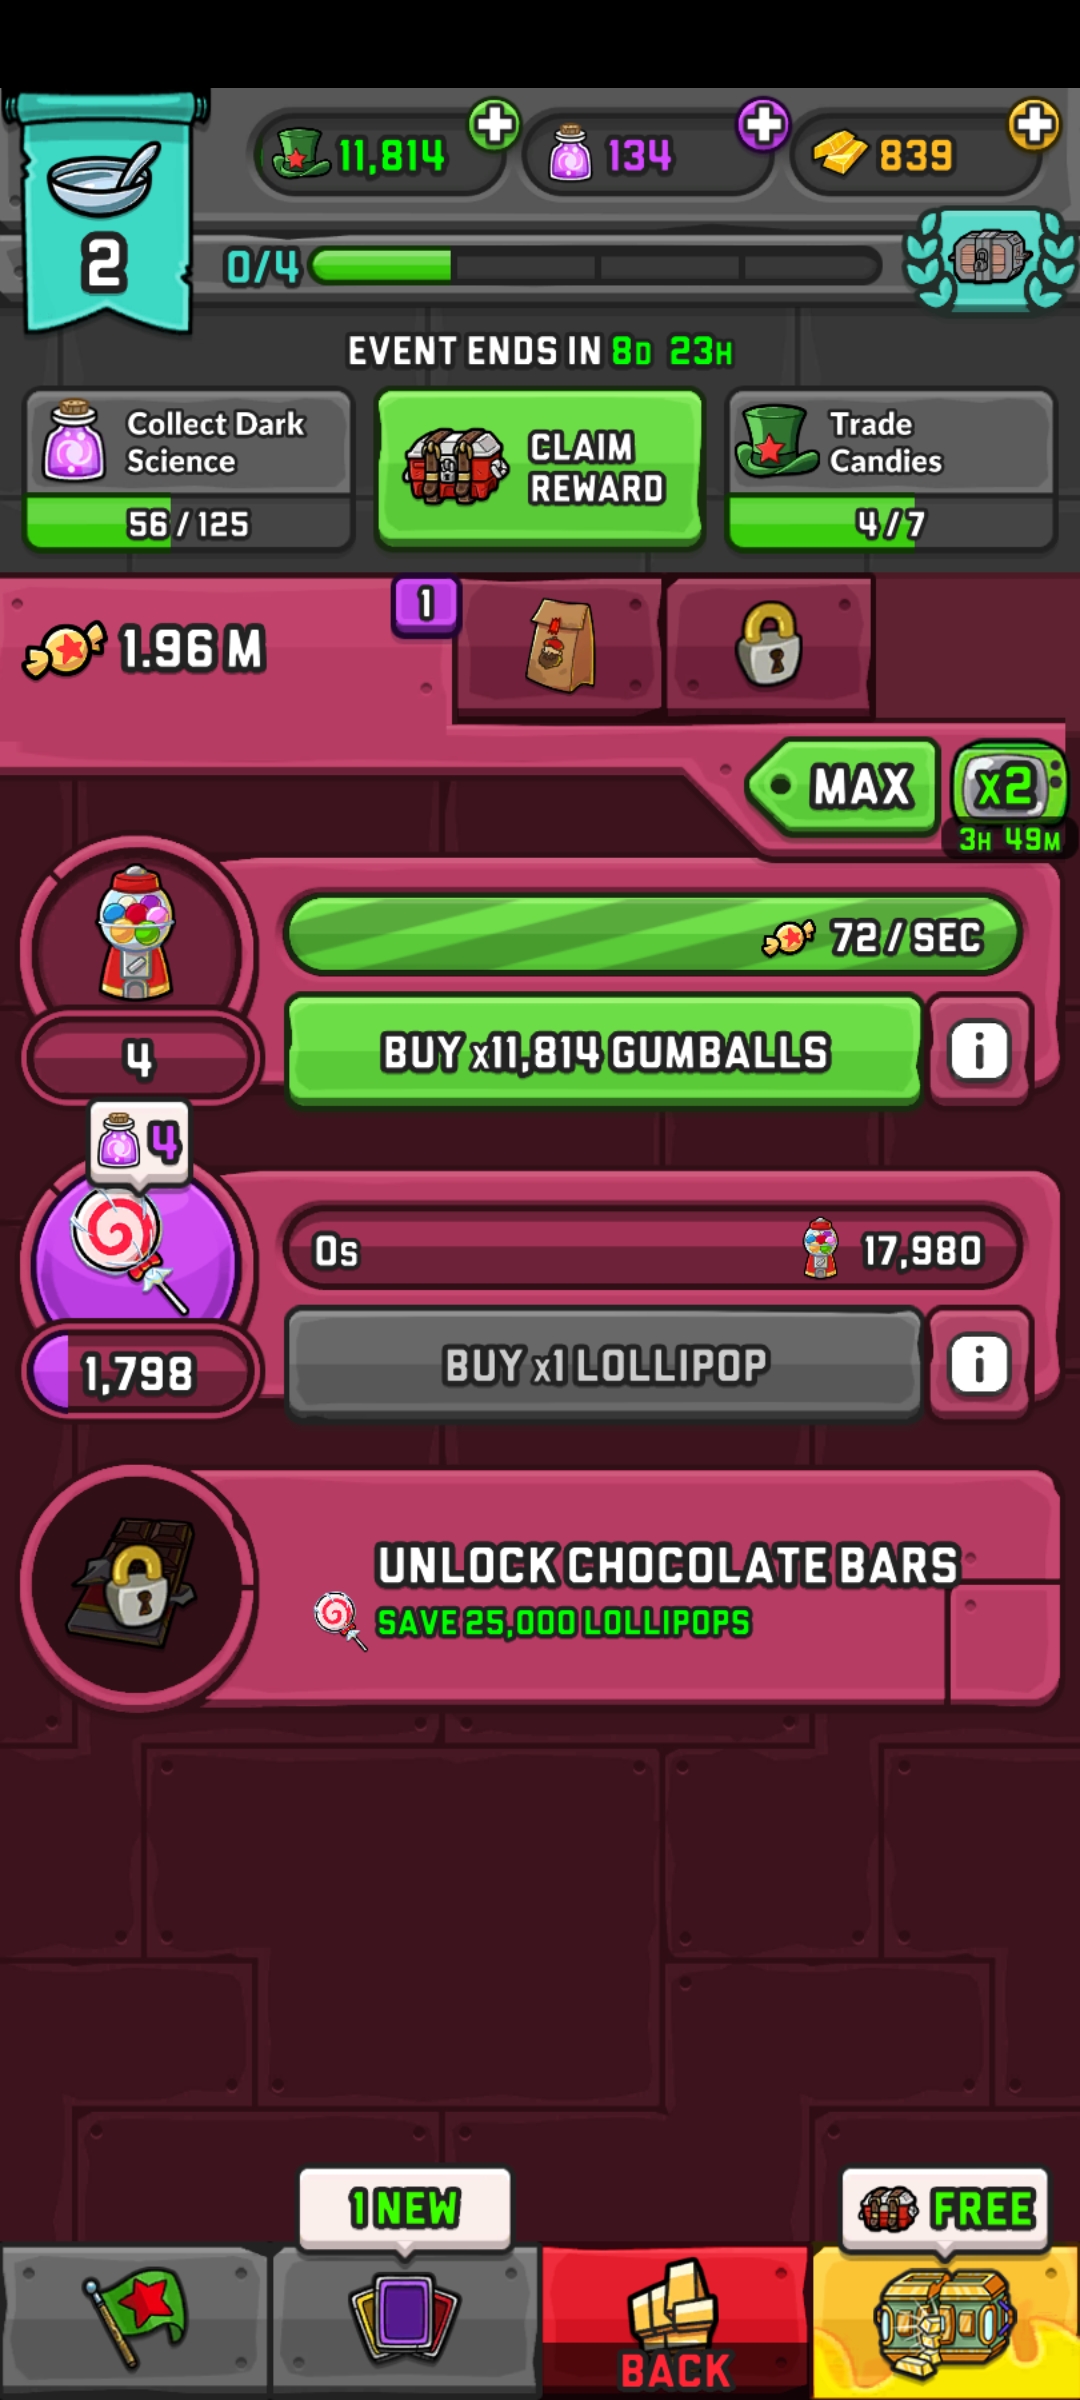 11,814
134
839
2
0/4
EVENT ENDS IN 8D 23H
Collect Dark
Science
56 / 125
CLAIM
REWARD
Trade
Candies
4 / 7
1.96 M
1
MAX
x2
3H 49M
72 / SEC
4
BUY x11,814 GUMBALLS
i
4
0s
17,980
1,798
BUY x1 LOLLIPOP
i
UNLOCK CHOCOLATE BARS
SAVE 25,000 LOLLIPOPS
1 NEW
FREE
BACK